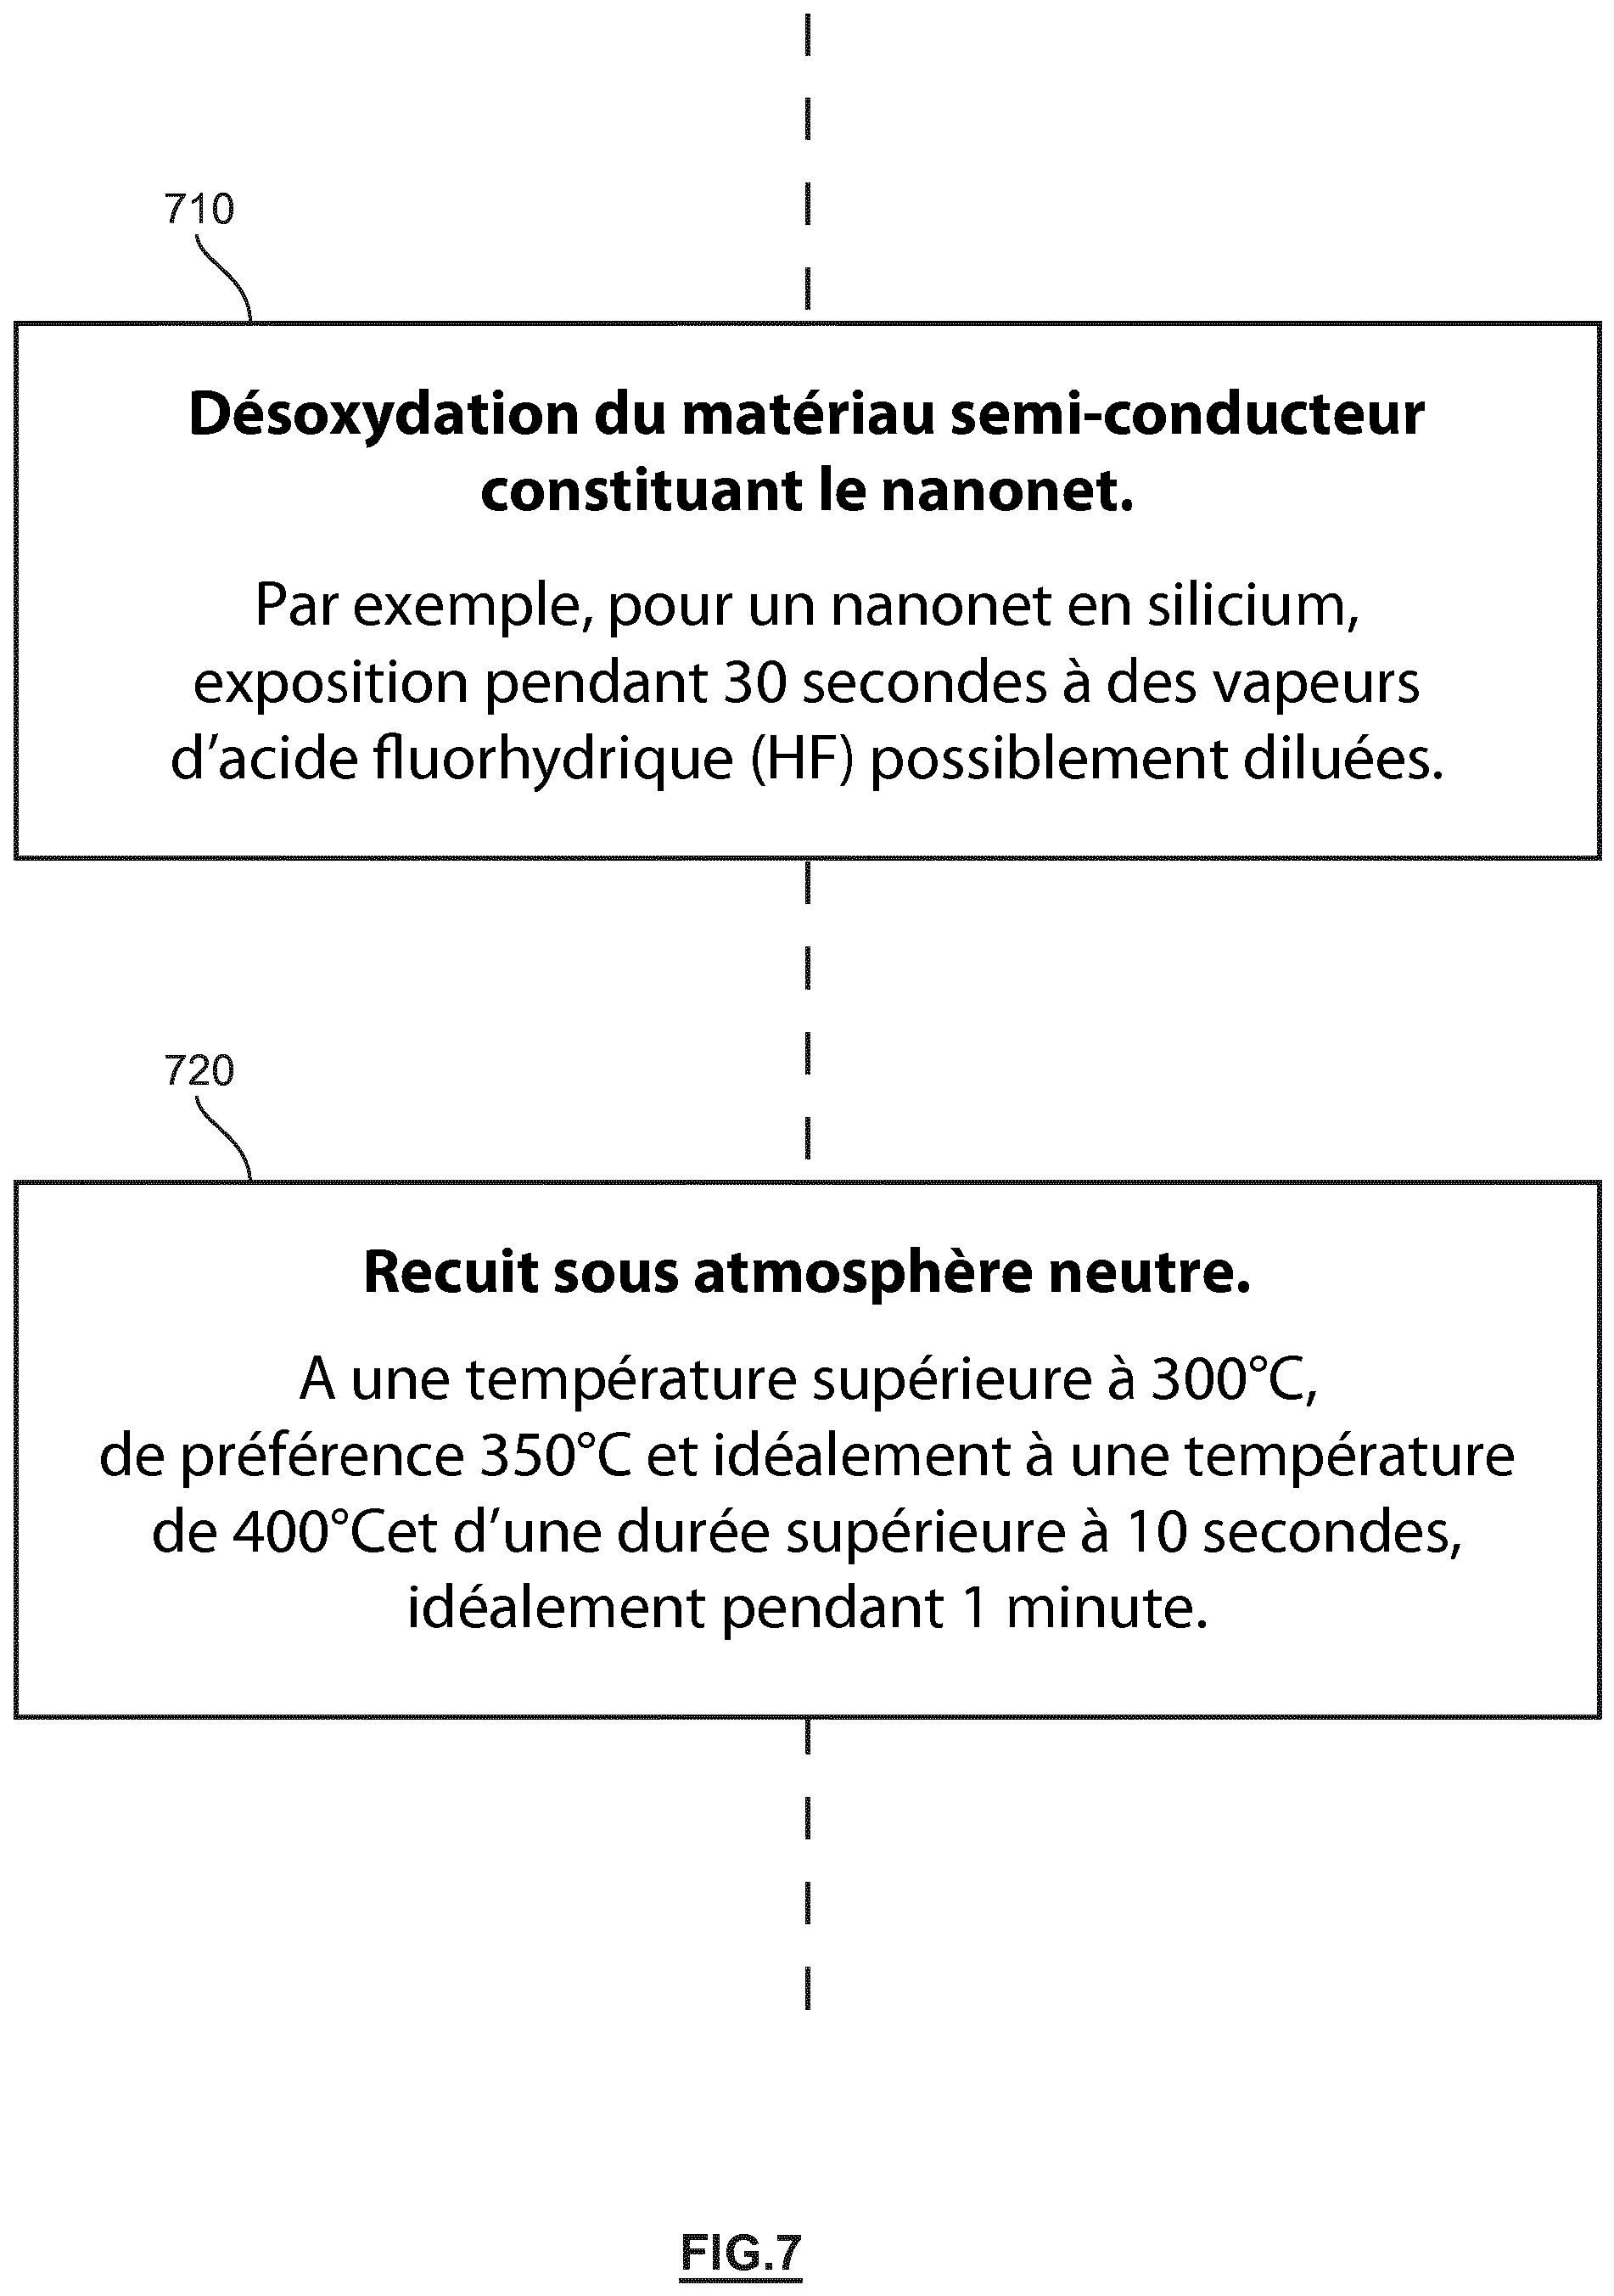 710
Désoxydation du matériau semi-conducteur
constituant le nanonet.
Par exemple, pour un nanonet en silicium,
exposition pendant 30 secondes à des vapeurs
d’acide fluorhydrique (HF) possiblement diluées.
720
Recuit sous atmosphère neutre.
A une température supérieure à 300°C,
de préférence 350°C et idéalement à une température
de 400°Cet d’une durée supérieure à 10 secondes,
idéalement pendant 1 minute.
FIG.7